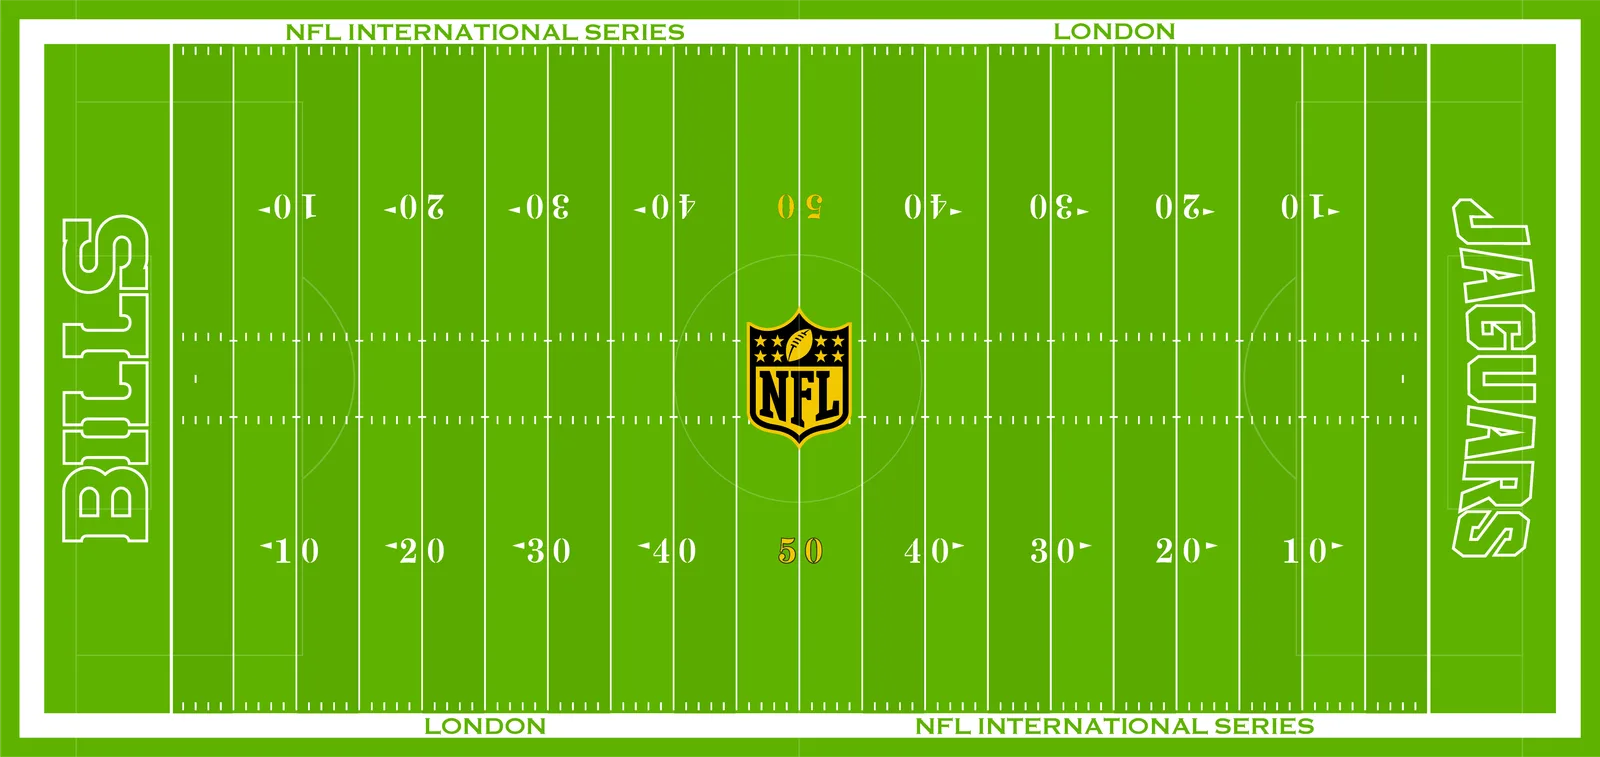 NFL INTERNATIONAL SERIES LONDON
10 20 30 40 50 40 30 20 10
BILLS
NFL
JAGUARS
10 20 30 40 50 40 30 20 10
LONDON NFL INTERNATIONAL SERIES